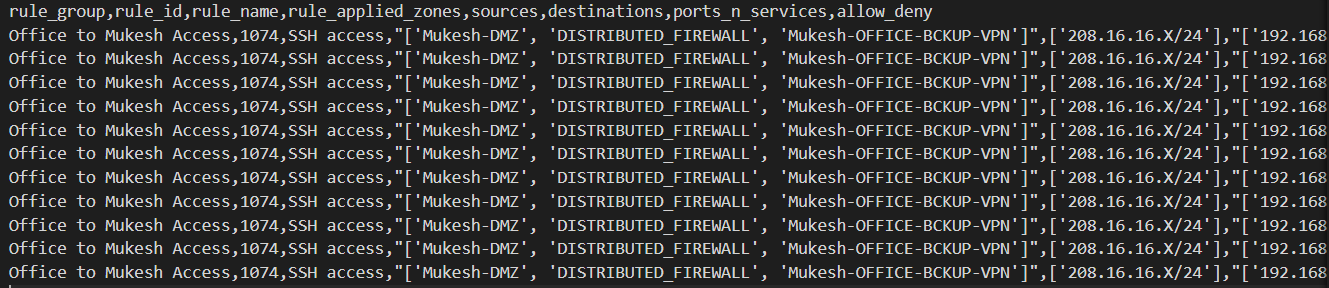 rule_group,rule_id,rule_name,rule_applied_zones,sources,destinations,ports_n_services,allow_deny
Office to Mukesh Access,1074,SSH access,"['Mukesh-DMZ', 'DISTRIBUTED_FIREWALL', 'Mukesh-OFFICE-BCKUP-VPN']",['208.16.16.X/24'],"['192.168
Office to Mukesh Access,1074,SSH access,"['Mukesh-DMZ', 'DISTRIBUTED_FIREWALL', 'Mukesh-OFFICE-BCKUP-VPN']",['208.16.16.X/24'],"['192.168
Office to Mukesh Access,1074,SSH access,"['Mukesh-DMZ', 'DISTRIBUTED_FIREWALL', 'Mukesh-OFFICE-BCKUP-VPN']",['208.16.16.X/24'],"['192.168
Office to Mukesh Access,1074,SSH access,"['Mukesh-DMZ', 'DISTRIBUTED_FIREWALL', 'Mukesh-OFFICE-BCKUP-VPN']",['208.16.16.X/24'],"['192.168
Office to Mukesh Access,1074,SSH access,"['Mukesh-DMZ', 'DISTRIBUTED_FIREWALL', 'Mukesh-OFFICE-BCKUP-VPN']",['208.16.16.X/24'],"['192.168
Office to Mukesh Access,1074,SSH access,"['Mukesh-DMZ', 'DISTRIBUTED_FIREWALL', 'Mukesh-OFFICE-BCKUP-VPN']",['208.16.16.X/24'],"['192.168
Office to Mukesh Access,1074,SSH access,"['Mukesh-DMZ', 'DISTRIBUTED_FIREWALL', 'Mukesh-OFFICE-BCKUP-VPN']",['208.16.16.X/24'],"['192.168
Office to Mukesh Access,1074,SSH access,"['Mukesh-DMZ', 'DISTRIBUTED_FIREWALL', 'Mukesh-OFFICE-BCKUP-VPN']",['208.16.16.X/24'],"['192.168
Office to Mukesh Access,1074,SSH access,"['Mukesh-DMZ', 'DISTRIBUTED_FIREWALL', 'Mukesh-OFFICE-BCKUP-VPN']",['208.16.16.X/24'],"['192.168
Office to Mukesh Access,1074,SSH access,"['Mukesh-DMZ', 'DISTRIBUTED_FIREWALL', 'Mukesh-OFFICE-BCKUP-VPN']",['208.16.16.X/24'],"['192.168
Office to Mukesh Access,1074,SSH access,"['Mukesh-DMZ', 'DISTRIBUTED_FIREWALL', 'Mukesh-OFFICE-BCKUP-VPN']",['208.16.16.X/24'],"['192.168